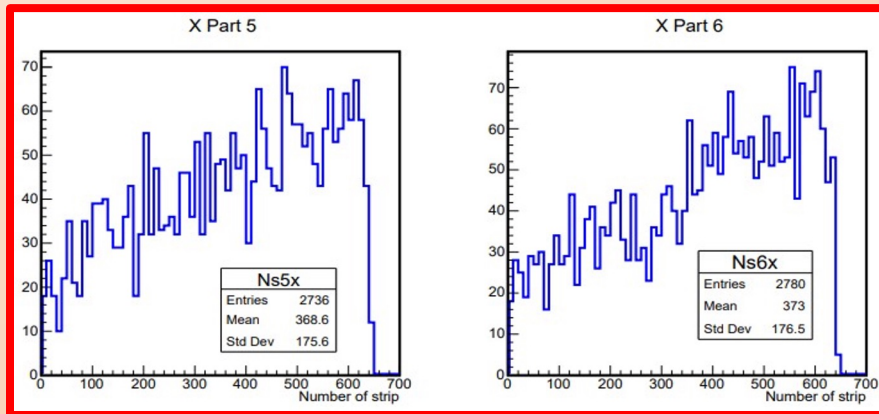 X Part 5
70
60
50
40
30
20
10
0
Ns5x
Entries 2736
Mean 368.6
Std Dev 175.6
0 100 200 300 400 500 600 700
Number of strip
X Part 6
70
60
50
40
30
20
10
0
Ns6x
Entries 2780
Mean 373
Std Dev 176.5
0 100 200 300 400 500 600 700
Number of strip